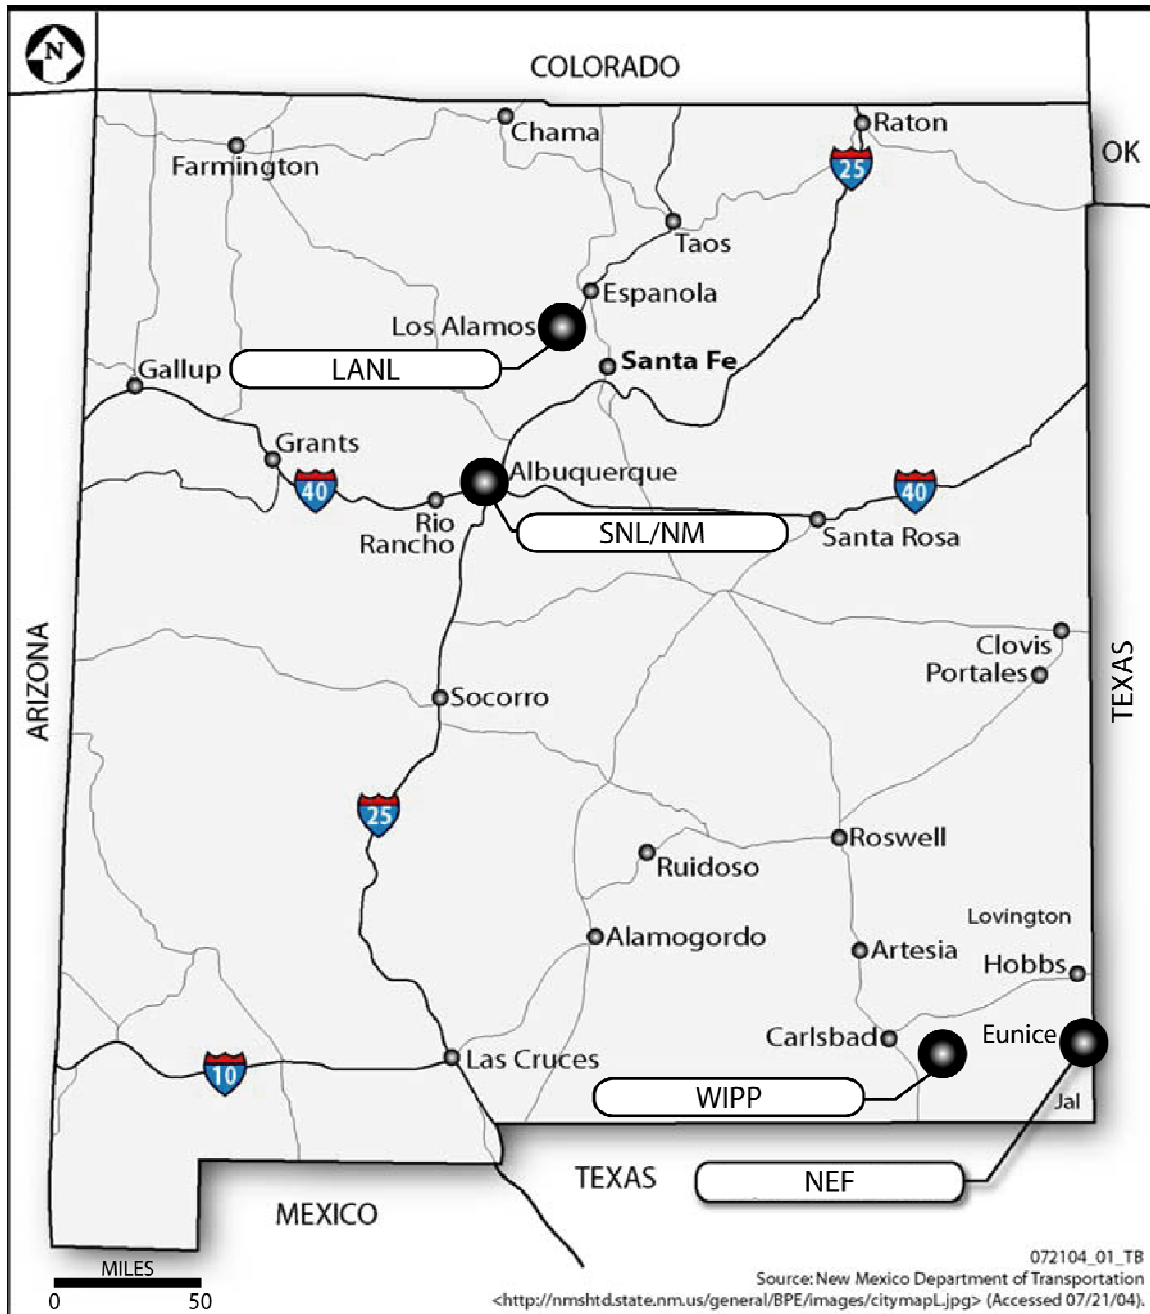 N
COLORADO
Chama
Raton
OK
Farmington
25
Taos
Espanola
Los Alamos
LANL
Santa Fe
Gallup
Grants
Albuquerque
40
40
Rio
Rancho
SNL/NM
Santa Rosa
ARIZONA
Clovis
TEXAS
Portales
Socorro
25
Roswell
Ruidoso
Lovington
Alamogordo
Artesia
Hobbs
Carlsbad
Eunice
Las Cruces
10
WIPP
Jal
TEXAS
NEF
MEXICO
MILES
0 50
072104_01_TB
Source: New Mexico Department of Transportation
<http://nmshtd.state.nm.us/general/BPE/images/citymapL.jpg> (Accessed 07/21/04).